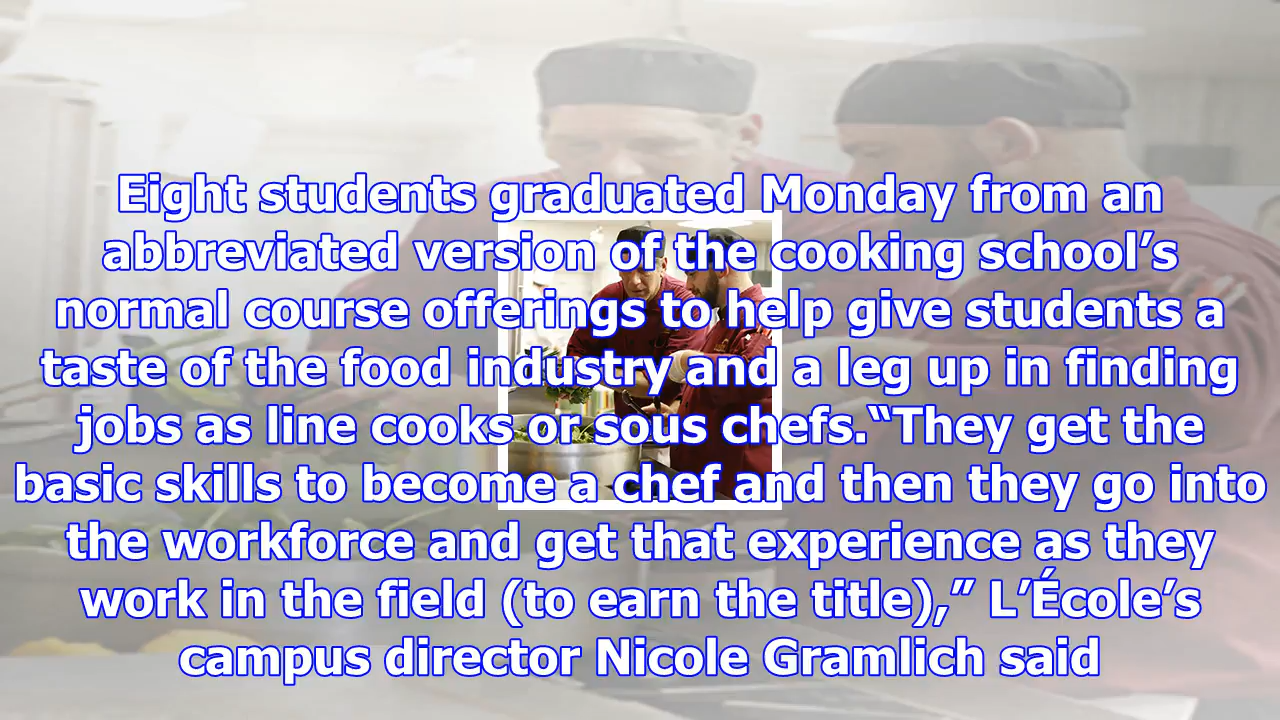 Eight students graduated Monday from an
abbreviated version of the cooking school’s
normal course offerings to help give students a
taste of the food industry and a leg up in finding
jobs as line cooks or sous chefs.“They get the
basic skills to become a chef and then they go into
the workforce and get that experience as they
work in the field (to earn the title),” L’École’s
campus director Nicole Gramlich said